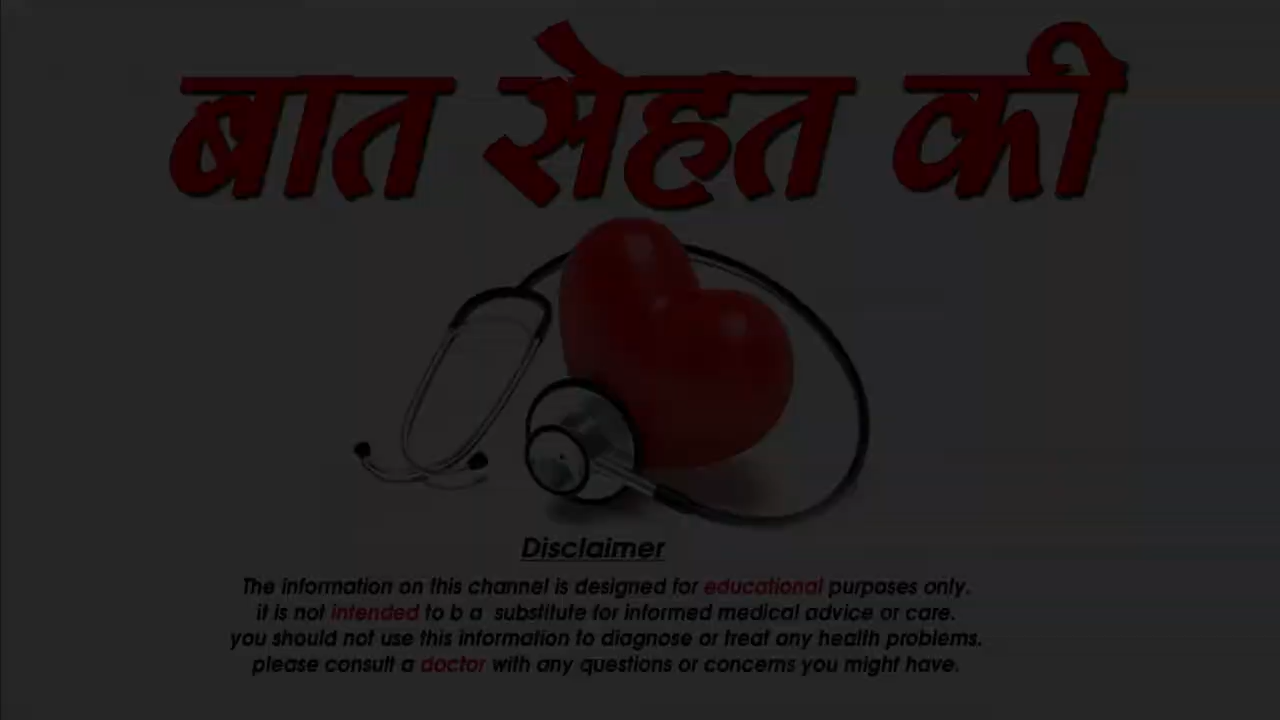 बात सेहत की
Disclaimer
The information on this channel is designed for educational purposes only.
it is not intended to b a substitute for informed medical advice or care.
you should not use this information to diagnose or treat any health problems.
please consult a doctor with any questions or concerns you might have.